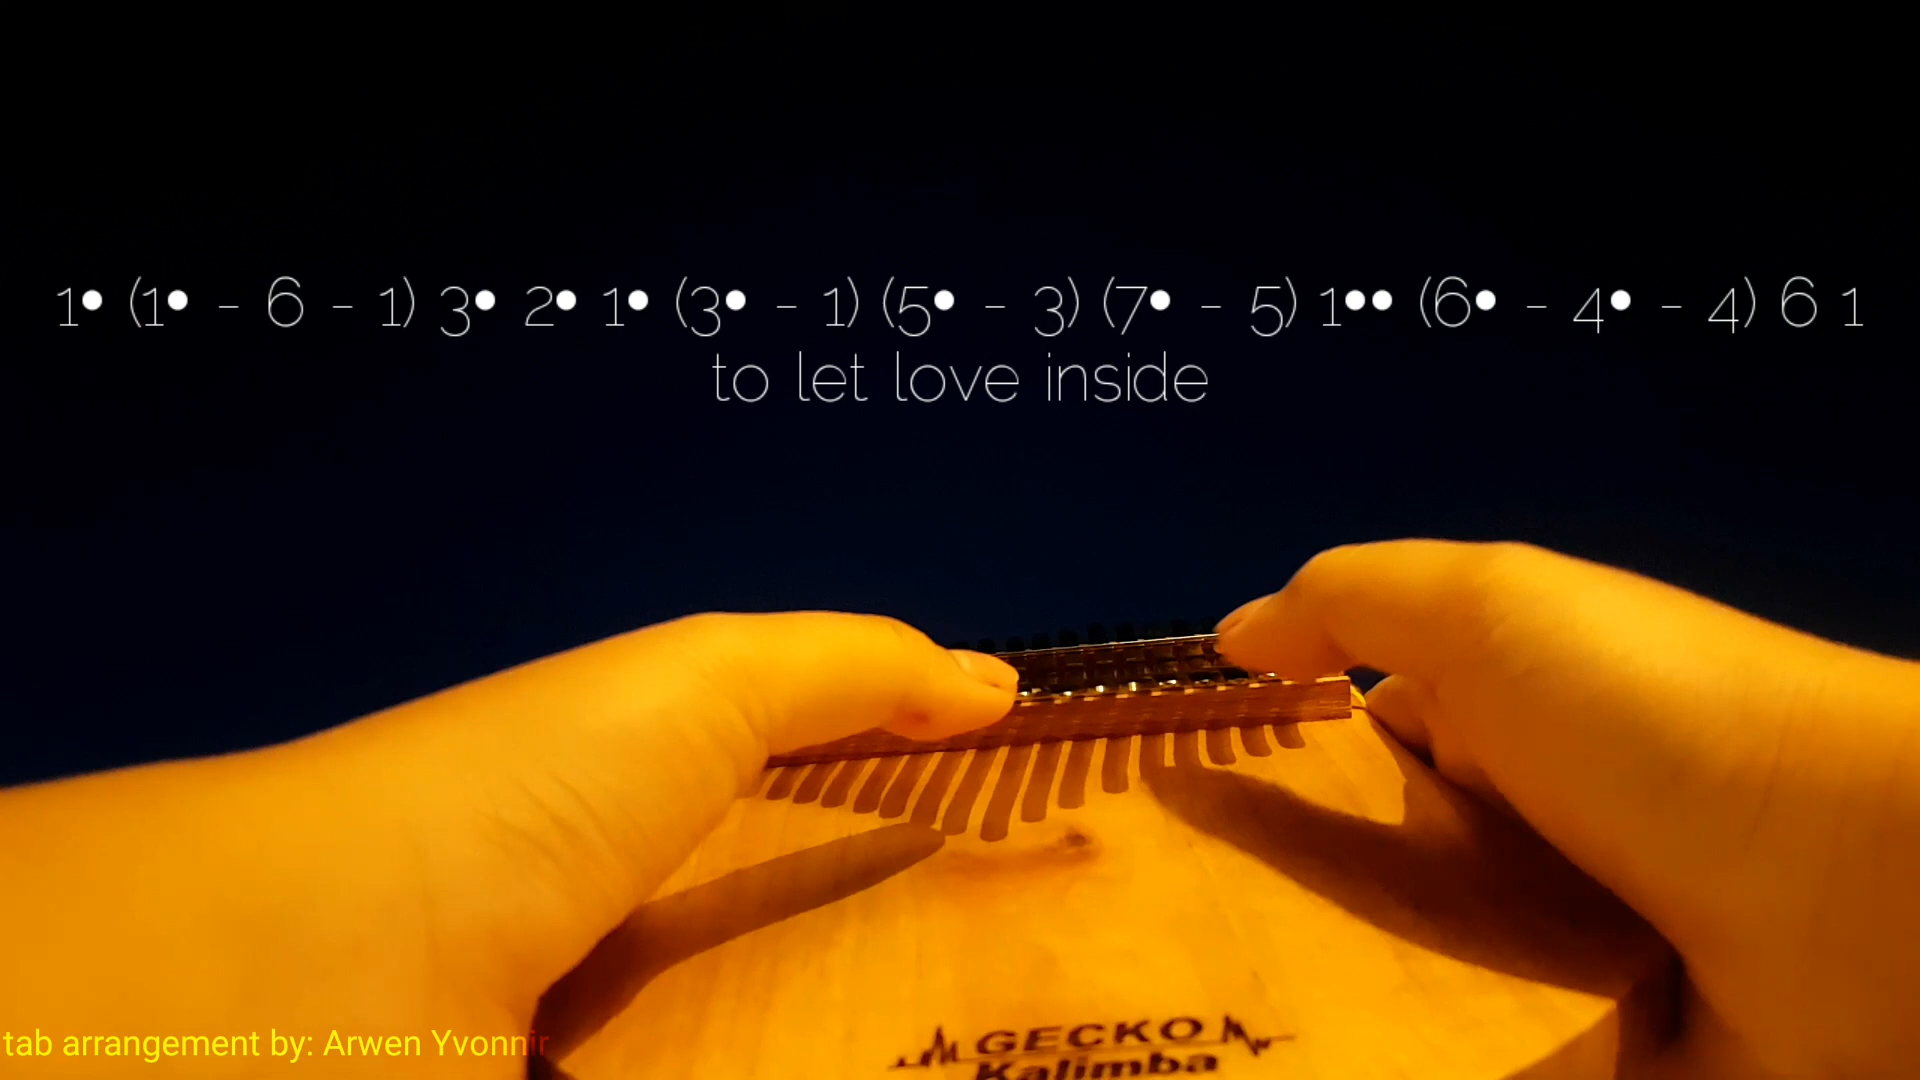 1• (1• - 6 - 1) 3• 2• 1• (3• - 1) (5• - 3) (7• - 5) 1•• (6• - 4• - 4) 6 1
to let love inside
tab arrangement by: Arwen Yvonnir
GECKO
Kalimba